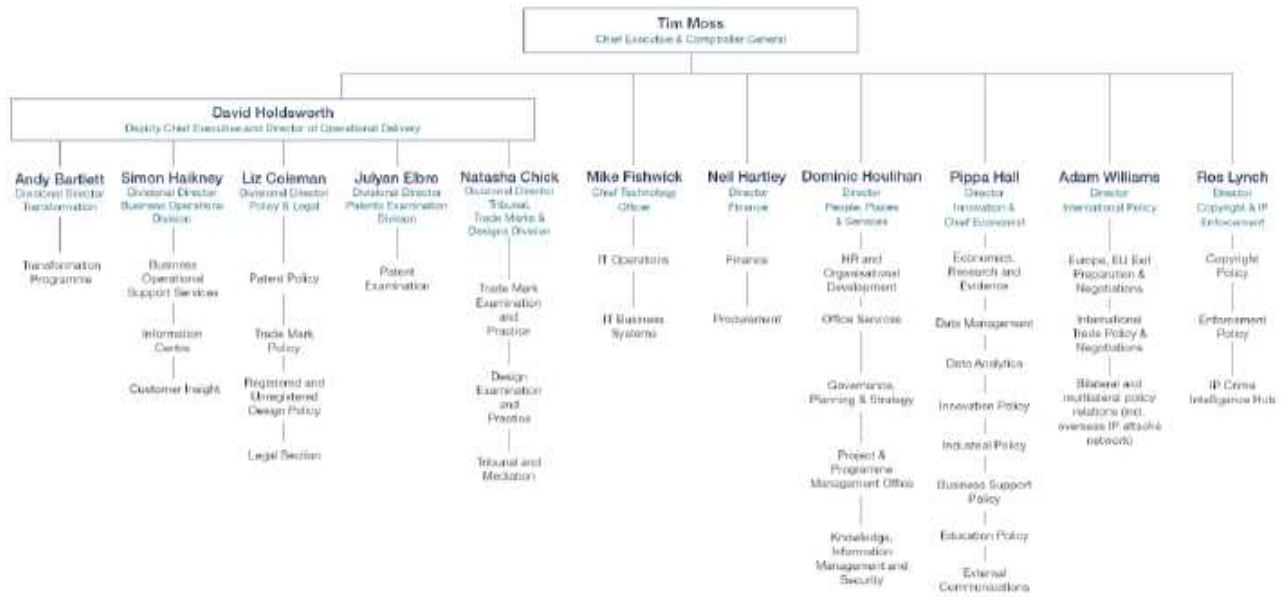 Tim Moss
Chief Executive & Comptroller General
David Holdsworth
Deputy Chief Executive and Director of Operational Delivery
Andy Bartlett
Divisional Director
Transformation
Transformation
Programme
Simon Haikney
Divisional Director
Business Operations
Division
Business
Operational
Support Services
Information
Centre
Customer Insight
Liz Coleman
Divisional Director
Policy & Legal
Patent Policy
Trade Mark
Policy
Registered and
Unregistered
Design Policy
Legal Section
Julyan Elbro
Divisional Director
Patents Examination
Division
Patent
Examination
Natasha Chick
Divisional Director
Tribunal,
Trade Marks &
Designs Division
Trade Mark
Examination
and
Practise
Design
Examination
and
Practise
Tribunal and
Mediation
Mike Fishwick
Chief Technology
Officer
IT Operations
IT Business
Systems
Neil Hartley
Director
Finance
Finance
Procurement
Dominic Houlihan
Director
People, Places
& Services
HR and
Organisational
Development
Office Services
Governance,
Planning & Strategy
Project &
Programme
Management Office
Knowledge,
Information
Management and
Security
Pippa Hall
Director
Innovation &
Chief Economist
Economics,
Research and
Evidence
Data Management
Data Analytics
Innovation Policy
Industrial Policy
Business Support
Policy
Education Policy
External
Communications
Adam Williams
Director
International Policy
Europe, EU Exit
Preparation &
Negotiations
International
Trade Policy &
Negotiations
Bilateral and
multilateral policy
relations (incl.
overseas IP attaché
network)
Ros Lynch
Director
Copyright & IP
Enforcement
Copyright
Policy
Enforcement
Policy
IP Crime
Intelligence Hub